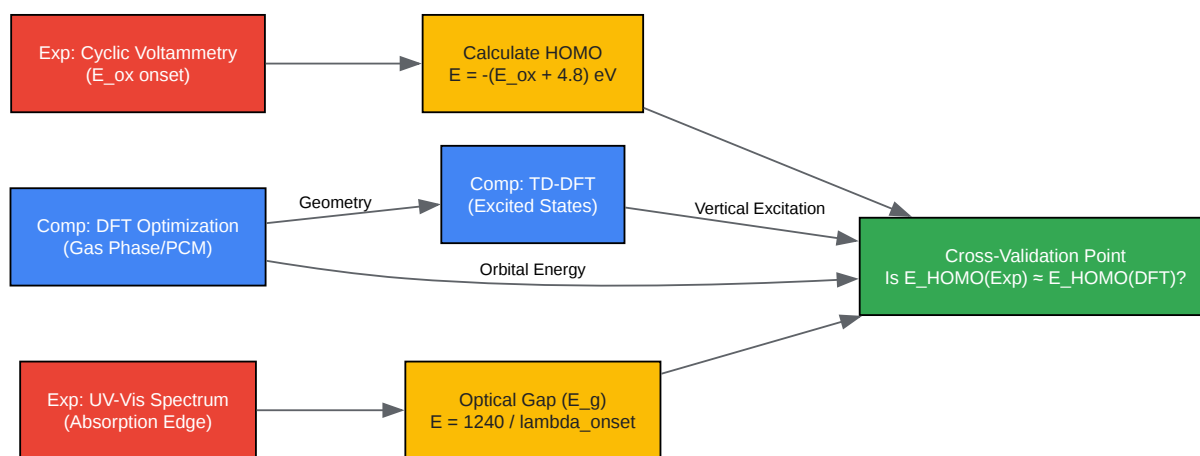 Exp: Cyclic Voltammetry
(E_ox onset)
Calculate HOMO
E = -(E_ox + 4.8) eV
Comp: DFT Optimization
(Gas Phase/PCM)
Geometry
Comp: TD-DFT
(Excited States)
Vertical Excitation
Orbital Energy
Cross-Validation Point
Is E_HOMO(Exp) ≈ E_HOMO(DFT)?
Exp: UV-Vis Spectrum
(Absorption Edge)
Optical Gap (E_g)
E = 1240 / lambda_onset